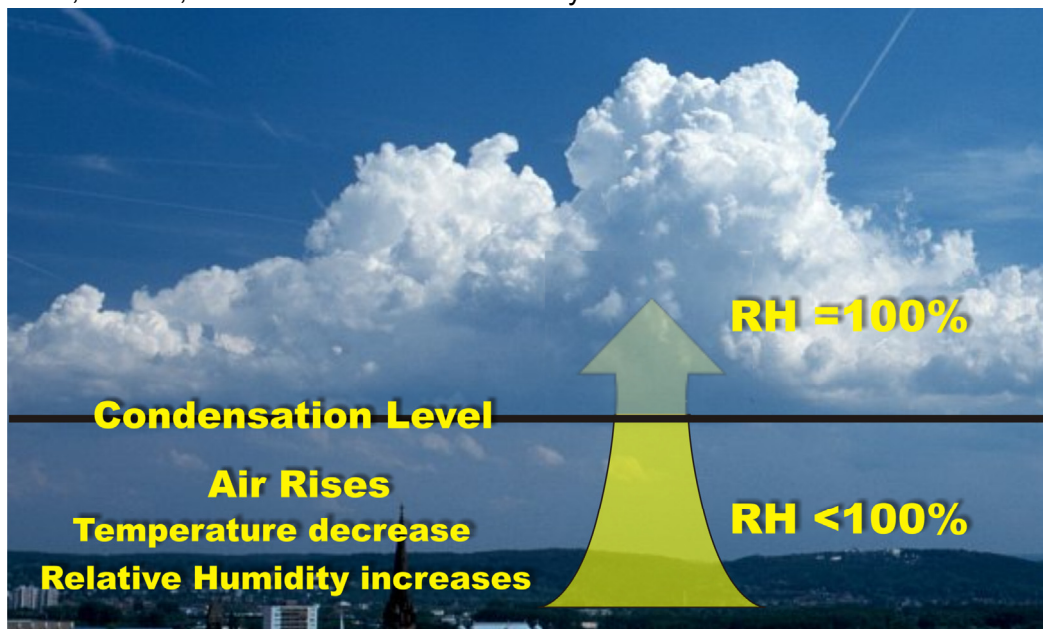 RH =100%
Condensation Level
Air Rises
Temperature decrease
RH <100%
Relative Humidity increases